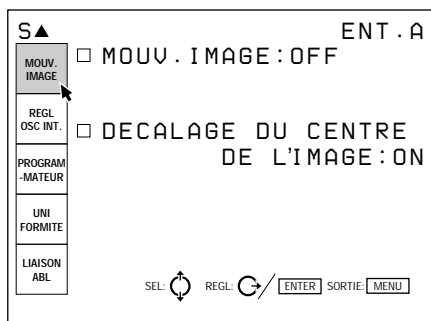 S▲ ENT.A
MOUV. IMAGE
□ MOUV.IMAGE:OFF
REGL OSC INT.
□ DECALAGE DU CENTRE
DE L'IMAGE:ON
PROGRAM
-MATEUR
UNI
FORMITE
LIAISON
ABL
SEL: REGL: / ENTER SORTIE: MENU